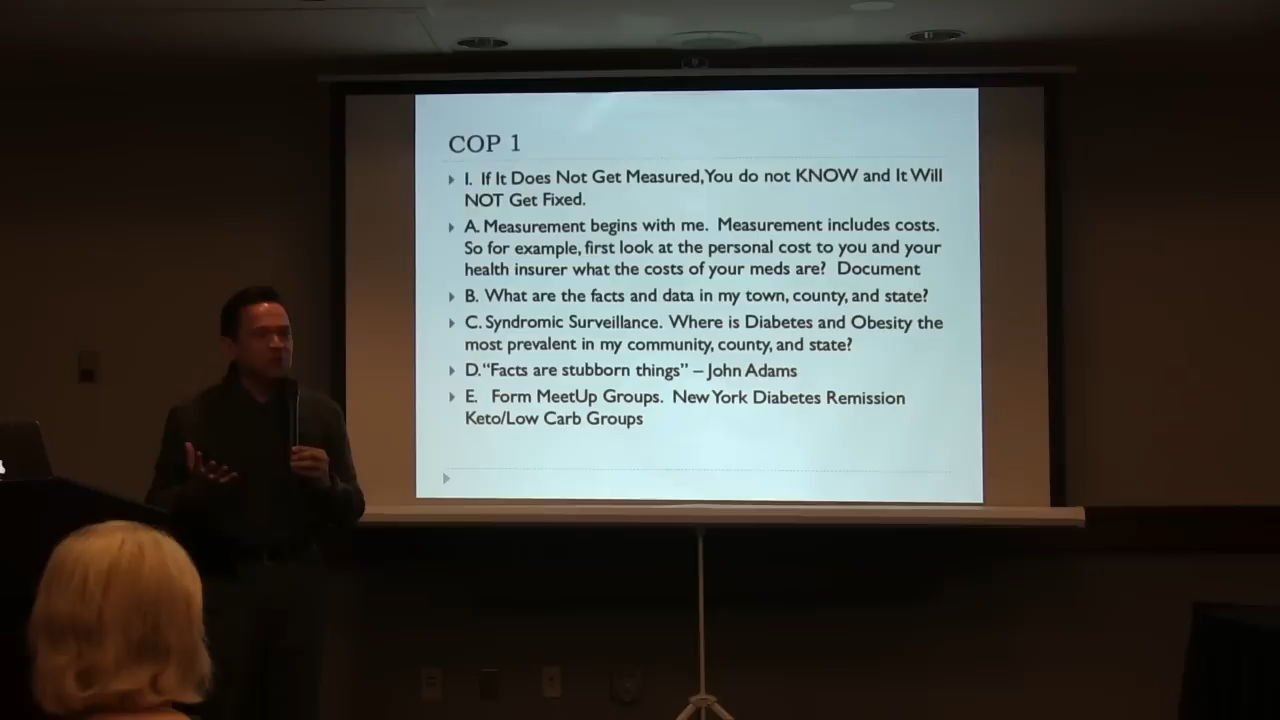 COP 1
I. If It Does Not Get Measured, You do not KNOW and It Will
NOT Get Fixed.
A. Measurement begins with me. Measurement includes costs.
So for example, first look at the personal cost to you and your
health insurer what the costs of your meds are? Document
B. What are the facts and data in my town, county, and state?
C. Syndromic Surveillance. Where is Diabetes and Obesity the
most prevalent in my community, county, and state?
D. "Facts are stubborn things" – John Adams
E. Form MeetUp Groups. New York Diabetes Remission
Keto/Low Carb Groups